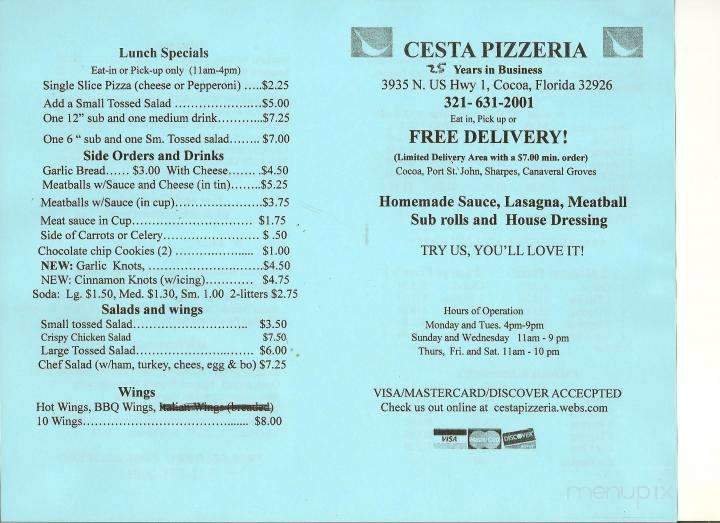 Lunch Specials
Eat-in or Pick-up only (11am-4pm)
Single Slice Pizza (cheese or Pepperoni) .....$2.25
Add a Small Tossed Salad .....................$5.00
One 12" sub and one medium drink...........$7.25
One 6 " sub and one Sm. Tossed salad........ $7.00
Side Orders and Drinks
Garlic Bread...... $3.00 With Cheese........$4.50
Meatballs w/Sauce and Cheese (in tin)........$5.25
Meatballs w/Sauce (in cup)........................$3.75
Meat sauce in Cup................................. $1.75
Side of Carrots or Celery.......................... $ .50
Chocolate chip Cookies (2) ..................... $1.00
NEW: Garlic Knots, ...............................$4.50
NEW: Cinnamon Knots (w/icing)............ $4.75
Soda: Lg. $1.50, Med. $1.30, Sm. 1.00 2-litters $2.75
Salads and wings
Small tossed Salad.............................. $3.50
Crispy Chicken Salad $7.50
Large Tossed Salad.............................. $6.00
Chef Salad (w/ham, turkey, chees, egg & bo) $7.25
Wings
Hot Wings, BBQ Wings, Italian Wings (breaded)
10 Wings............................................ $8.00
CESTA PIZZERIA
25 Years in Business
3935 N. US Hwy 1, Cocoa, Florida 32926
321- 631-2001
Eat in, Pick up or
FREE DELIVERY!
(Limited Delivery Area with a $7.00 min. order)
Cocoa, Port St. John, Sharpes, Canaveral Groves
Homemade Sauce, Lasagna, Meatball
Sub rolls and House Dressing
TRY US, YOU'LL LOVE IT!
Hours of Operation
Monday and Tues. 4pm-9pm
Sunday and Wednesday 11am - 9 pm
Thurs, Fri. and Sat. 11am - 10 pm
VISA/MASTERCARD/DISCOVER ACCECPTED
Check us out online at cestapizzeria.webs.com
VISA MasterCard DISCOVER
menupix